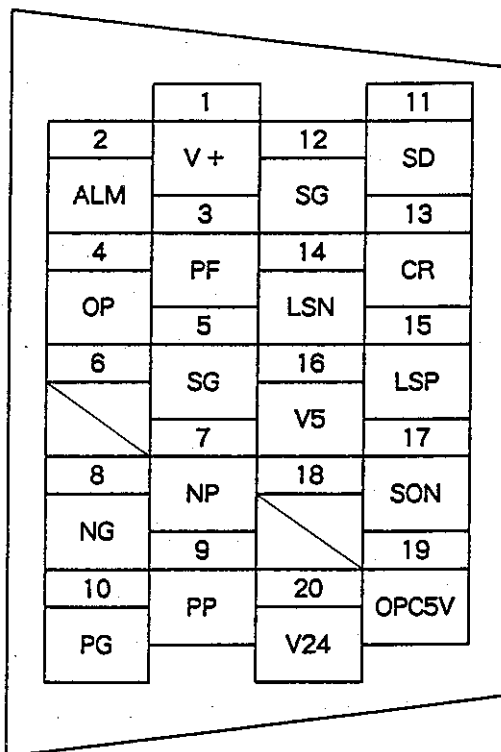 1 11
2 12
V + SD
ALM SG
3 13
4 14
PF CR
OP LSN
5 15
6 16
SG LSP
V5
7 17
8 18
NP SON
NG
9 19
10 20
PP OPC5V
PG V24